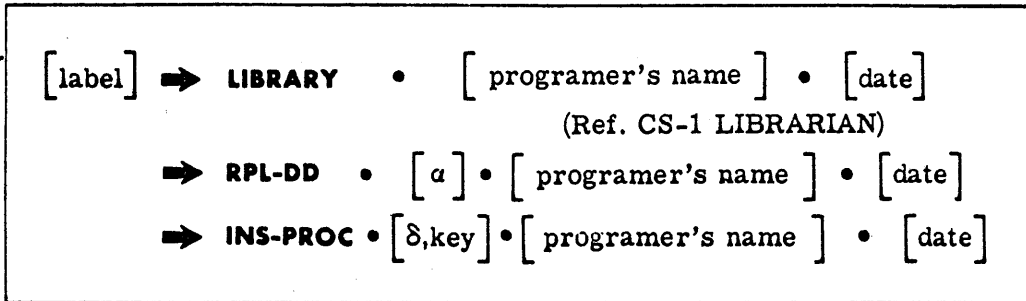 [label] ➡ LIBRARY • [programer's name] • [date]
(Ref. CS-1 LIBRARIAN)
➡ RPL-DD • [α] • [programer's name] • [date]
➡ INS-PROC • [δ,key] • [programer's name] • [date]